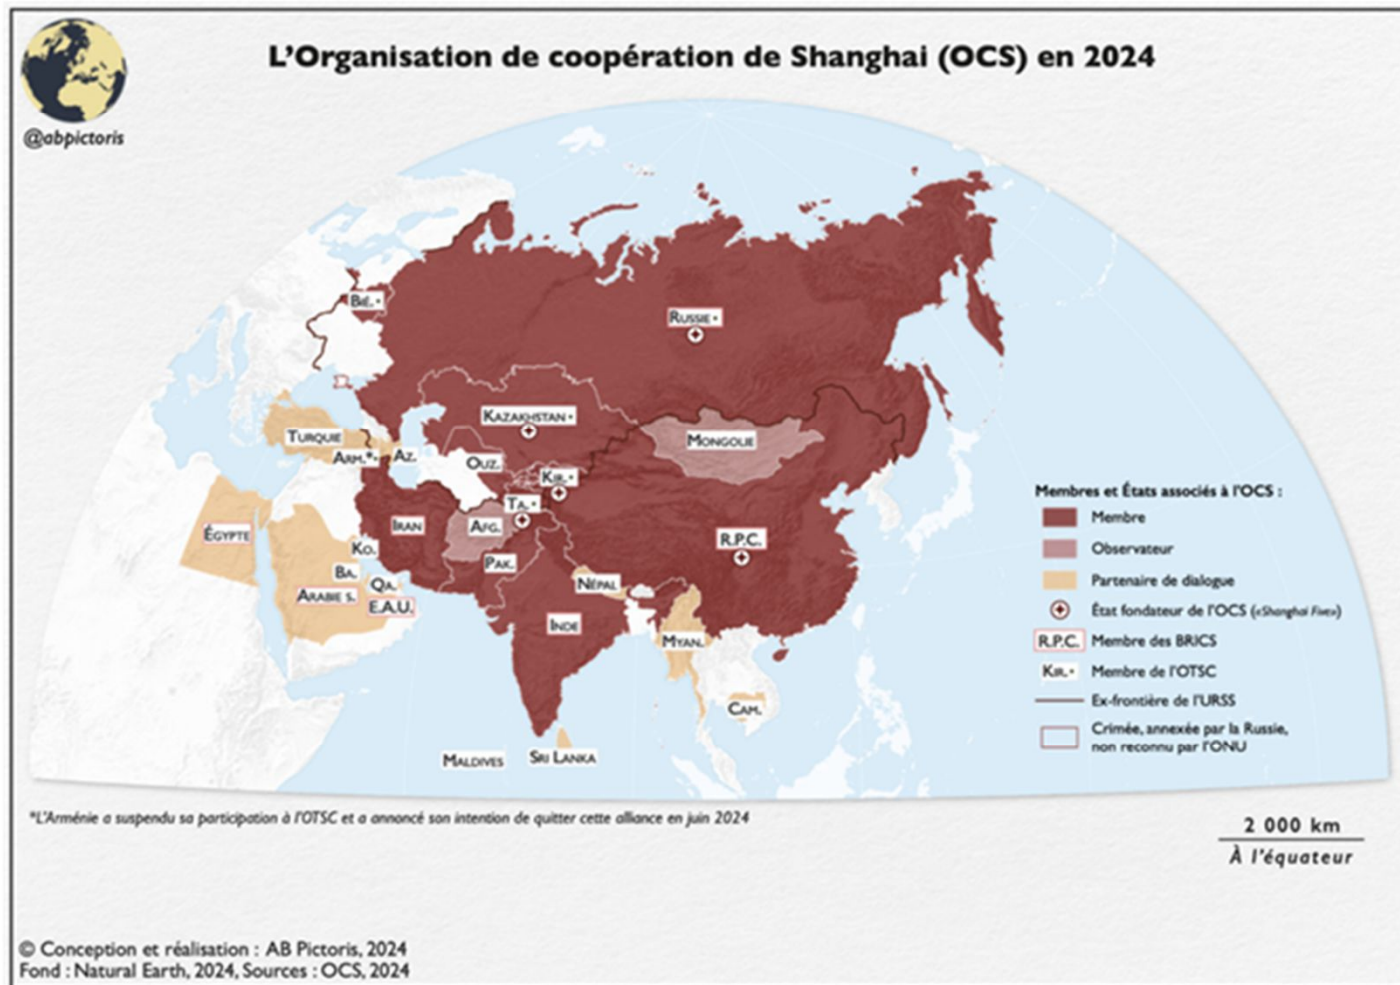 L'Organisation de coopération de Shanghai (OCS) en 2024
@abpictoris
Bié.•
Russie•
Kazakhstan•
Mongolie
Turquie
Arm.*•
Az.
Ouz.
Kir.•
Ta.•
Iran
Afg.
Égypte
R.P.C.
Ko.
Pak.
Ba.
Qa.
Népal
Arabie s.
E.A.U.
Inde
Myan.
Cam.
Maldives
Sri Lanka
Membres et États associés à l'OCS :
Membre
Observateur
Partenaire de dialogue
État fondateur de l'OCS («Shanghai Five»)
R.P.C. Membre des BRICS
Kir.• Membre de l'OTSC
Ex-frontière de l'URSS
Crimée, annexée par la Russie,
non reconnu par l'ONU
*L'Arménie a suspendu sa participation à l'OTSC et a annoncé son intention de quitter cette alliance en juin 2024
2 000 km
À l'équateur
© Conception et réalisation : AB Pictoris, 2024
Fond : Natural Earth, 2024, Sources : OCS, 2024